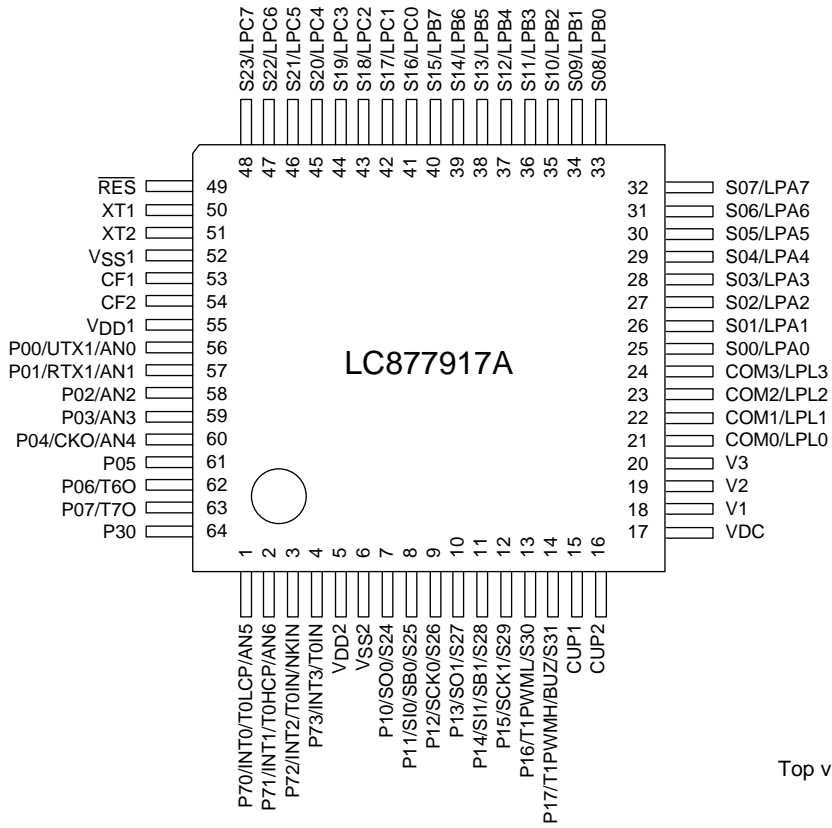 S23/LPC7
S22/LPC6
S21/LPC5
S20/LPC4
S19/LPC3
S18/LPC2
S17/LPC1
S16/LPC0
S15/LPB7
S14/LPB6
S13/LPB5
S12/LPB4
S11/LPB3
S10/LPB2
S09/LPB1
S08/LPB0
48
47
46
45
44
43
42
41
40
39
38
37
36
35
34
33
RES 49
XT1 50
XT2 51
VSS1 52
CF1 53
CF2 54
VDD1 55
P00/UTX1/AN0 56
P01/RTX1/AN1 57
P02/AN2 58
P03/AN3 59
P04/CKO/AN4 60
P05 61
P06/T6O 62
P07/T7O 63
P30 64
LC877917A
32 S07/LPA7
31 S06/LPA6
30 S05/LPA5
29 S04/LPA4
28 S03/LPA3
27 S02/LPA2
26 S01/LPA1
25 S00/LPA0
24 COM3/LPL3
23 COM2/LPL2
22 COM1/LPL1
21 COM0/LPL0
20 V3
19 V2
18 V1
17 VDC
1
2
3
4
5
6
7
8
9
10
11
12
13
14
15
16
P70/INT0/T0LCP/AN5
P71/INT1/T0HCP/AN6
P72/INT2/T0IN/NKIN
P73/INT3/T0IN
VDD2
VSS2
P10/SO0/S24
P11/SI0/SB0/S25
P12/SCK0/S26
P13/SO1/S27
P14/SI1/SB1/S28
P15/SCK1/S29
P16/T1PWML/S30
P17/T1PWMH/BUZ/S31
CUP1
CUP2
Top v